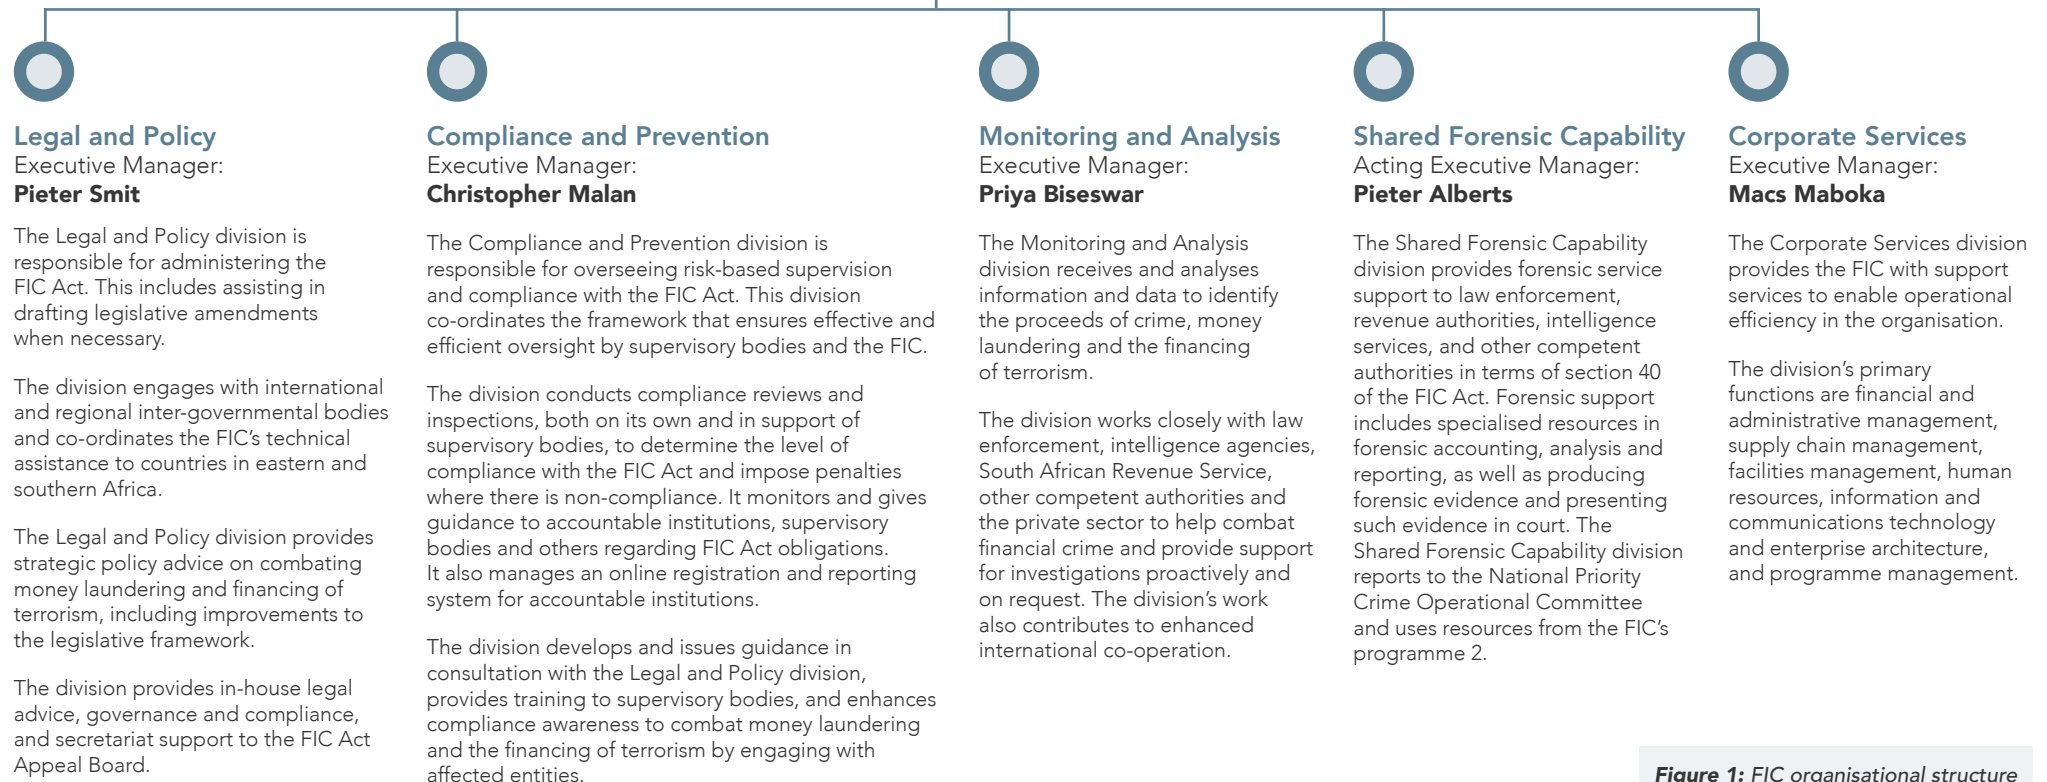 Legal and Policy
Executive Manager:
Pieter Smit
The Legal and Policy division is
responsible for administering the
FIC Act. This includes assisting in
drafting legislative amendments
when necessary.
The division engages with international
and regional inter-governmental bodies
and co-ordinates the FIC's technical
assistance to countries in eastern and
southern Africa.
The Legal and Policy division provides
strategic policy advice on combating
money laundering and financing of
terrorism, including improvements to
the legislative framework.
The division provides in-house legal
advice, governance and compliance,
and secretariat support to the FIC Act
Appeal Board.
Compliance and Prevention
Executive Manager:
Christopher Malan
The Compliance and Prevention division is
responsible for overseeing risk-based supervision
and compliance with the FIC Act. This division
co-ordinates the framework that ensures effective and
efficient oversight by supervisory bodies and the FIC.
The division conducts compliance reviews and
inspections, both on its own and in support of
supervisory bodies, to determine the level of
compliance with the FIC Act and impose penalties
where there is non-compliance. It monitors and gives
guidance to accountable institutions, supervisory
bodies and others regarding FIC Act obligations.
It also manages an online registration and reporting
system for accountable institutions.
The division develops and issues guidance in
consultation with the Legal and Policy division,
provides training to supervisory bodies, and enhances
compliance awareness to combat money laundering
and the financing of terrorism by engaging with
affected entities.
Monitoring and Analysis
Executive Manager:
Priya Biseswar
The Monitoring and Analysis
division receives and analyses
information and data to identify
the proceeds of crime, money
laundering and the financing
of terrorism.
The division works closely with law
enforcement, intelligence agencies,
South African Revenue Service,
other competent authorities and
the private sector to help combat
financial crime and provide support
for investigations proactively and
on request. The division's work
also contributes to enhanced
international co-operation.
Shared Forensic Capability
Acting Executive Manager:
Pieter Alberts
The Shared Forensic Capability
division provides forensic service
support to law enforcement,
revenue authorities, intelligence
services, and other competent
authorities in terms of section 40
of the FIC Act. Forensic support
includes specialised resources in
forensic accounting, analysis and
reporting, as well as producing
forensic evidence and presenting
such evidence in court. The
Shared Forensic Capability division
reports to the National Priority
Crime Operational Committee
and uses resources from the FIC's
programme 2.
Corporate Services
Executive Manager:
Macs Maboka
The Corporate Services division
provides the FIC with support
services to enable operational
efficiency in the organisation.
The division's primary
functions are financial and
administrative management,
supply chain management,
facilities management, human
resources, information and
communications technology
and enterprise architecture,
and programme management.
Figure 1: FIC organisational structure